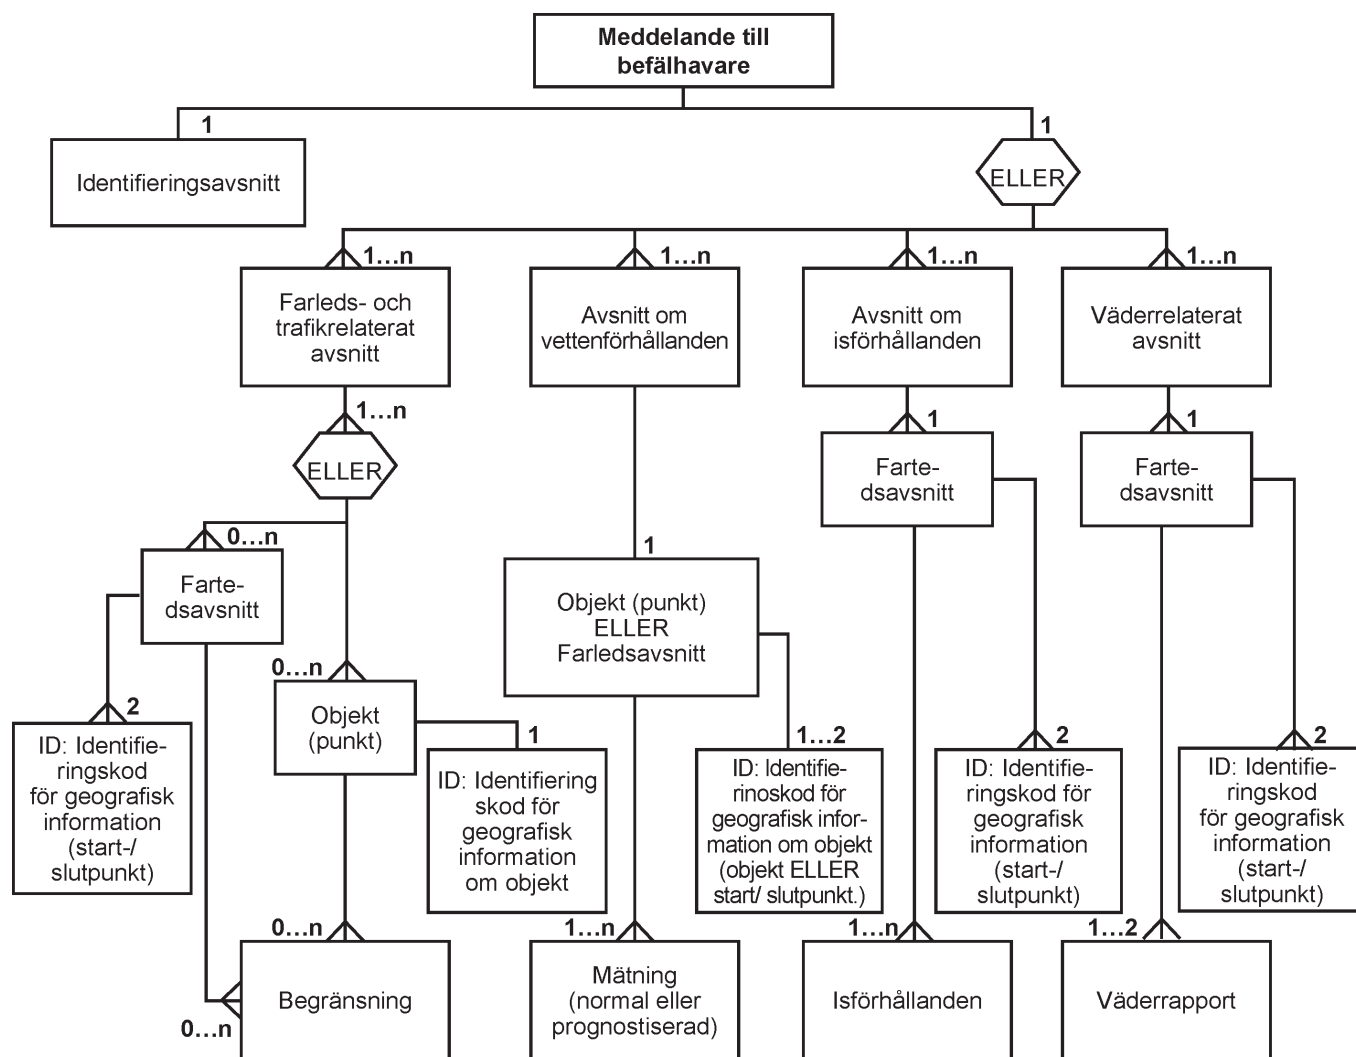 Meddelande till
befälhavare
1
1
Identifieringsavsnitt
ELLER
1...n
1...n
1...n
1...n
Farleds- och
trafikrelaterat
avsnitt
Avsnitt om
vettenförhållanden
Avsnitt om
isförhållanden
Väderrelaterat
avsnitt
1...n
1
1
ELLER
Farte-
dsavsnitt
Farte-
dsavsnitt
0...n
1
Farte-
dsavsnitt
Objekt (punkt)
ELLER
Farledsavsnitt
0...n
2
Objekt
(punkt)
1
1...2
2
2
ID: Identifie-
ringskod
för geografisk
information
(start-/
slutpunkt)
ID: Identifiering
skod för
geografisk
information
om objekt
ID: Identifie-
rinoskod för
geografisk infor-
mation om objekt
(objekt ELLER
start/ slutpunkt.)
ID: Identifie-
ringskod för
geografisk
information
(start-/
slutpunkt)
ID: Identifie-
ringskod
för geografisk
information
(start-/
slutpunkt)
0...n
1...n
1...n
1...2
Begränsning
0...n
Mätning
(normal eller
prognostiserad)
Isförhållanden
Väderrapport